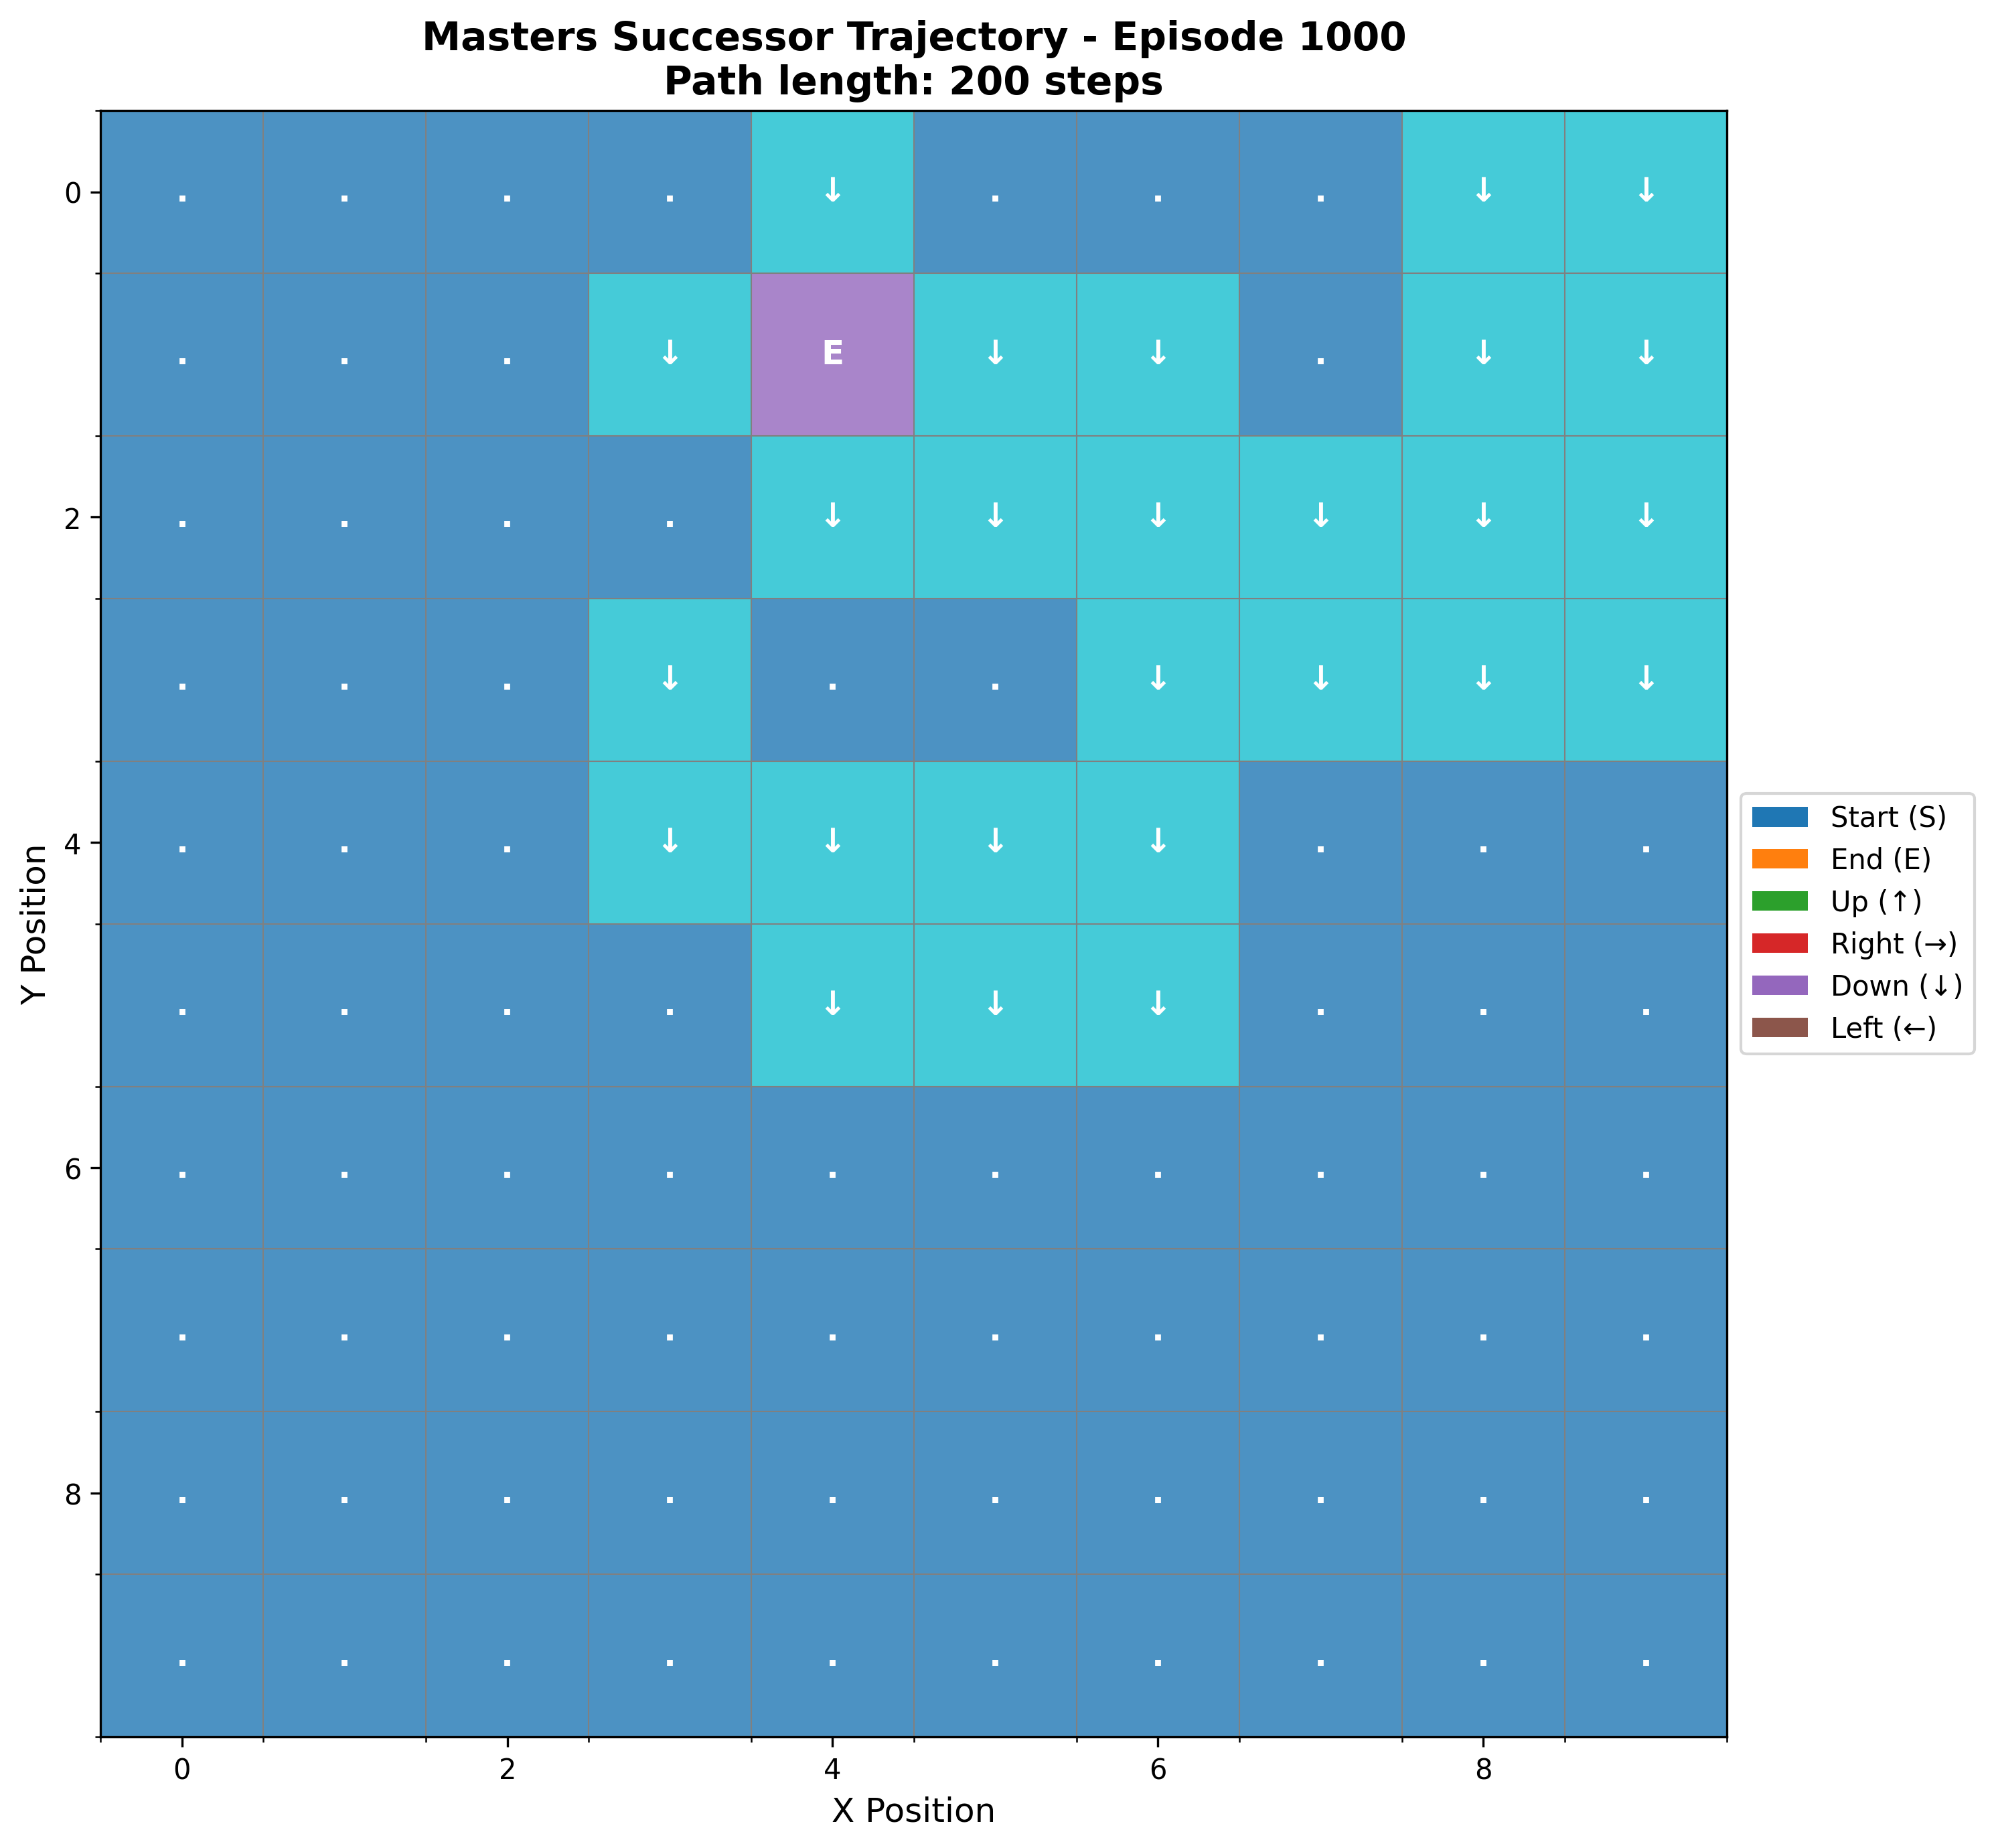 Masters Successor Trajectory - Episode 1000
Path length: 200 steps
0 . . . . ↓ . . . ↓ ↓
. . . ↓ E ↓ ↓ . ↓ ↓
2 . . . . ↓ ↓ ↓ ↓ ↓ ↓
. . . ↓ . . ↓ ↓ ↓ ↓
4 . . . ↓ ↓ ↓ ↓ . . .
. . . . ↓ ↓ ↓ . . .
6 . . . . . . . . . .
. . . . . . . . . .
8 . . . . . . . . . .
. . . . . . . . . .
0 2 4 6 8
X Position
Y Position
Start (S)
End (E)
Up (↑)
Right (→)
Down (↓)
Left (←)